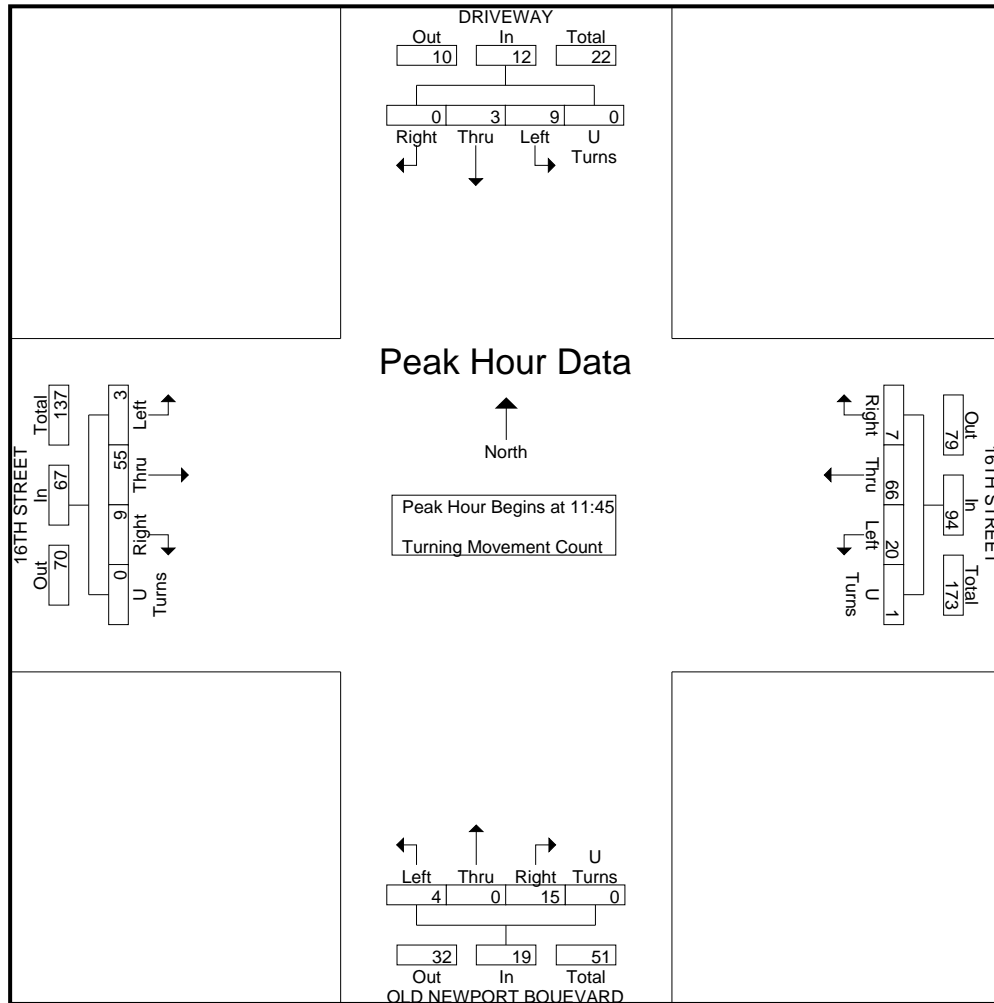 DRIVEWAY
Out In Total
10 12 22
0 3 9 0
Right Thru Left U
Turns
Peak Hour Data
North
Peak Hour Begins at 11:45
Turning Movement Count
16TH STREET
Total In Out
137 67 70
3 55 9 0
Left Thru Right U
Turns
16TH STREET
Out In Total
79 94 173
7 66 20 1
Right Thru Left U
Turns
U
Left Thru Right Turns
4 0 15 0
32 19 51
Out In Total
OLD NEWPORT BOUEVARD